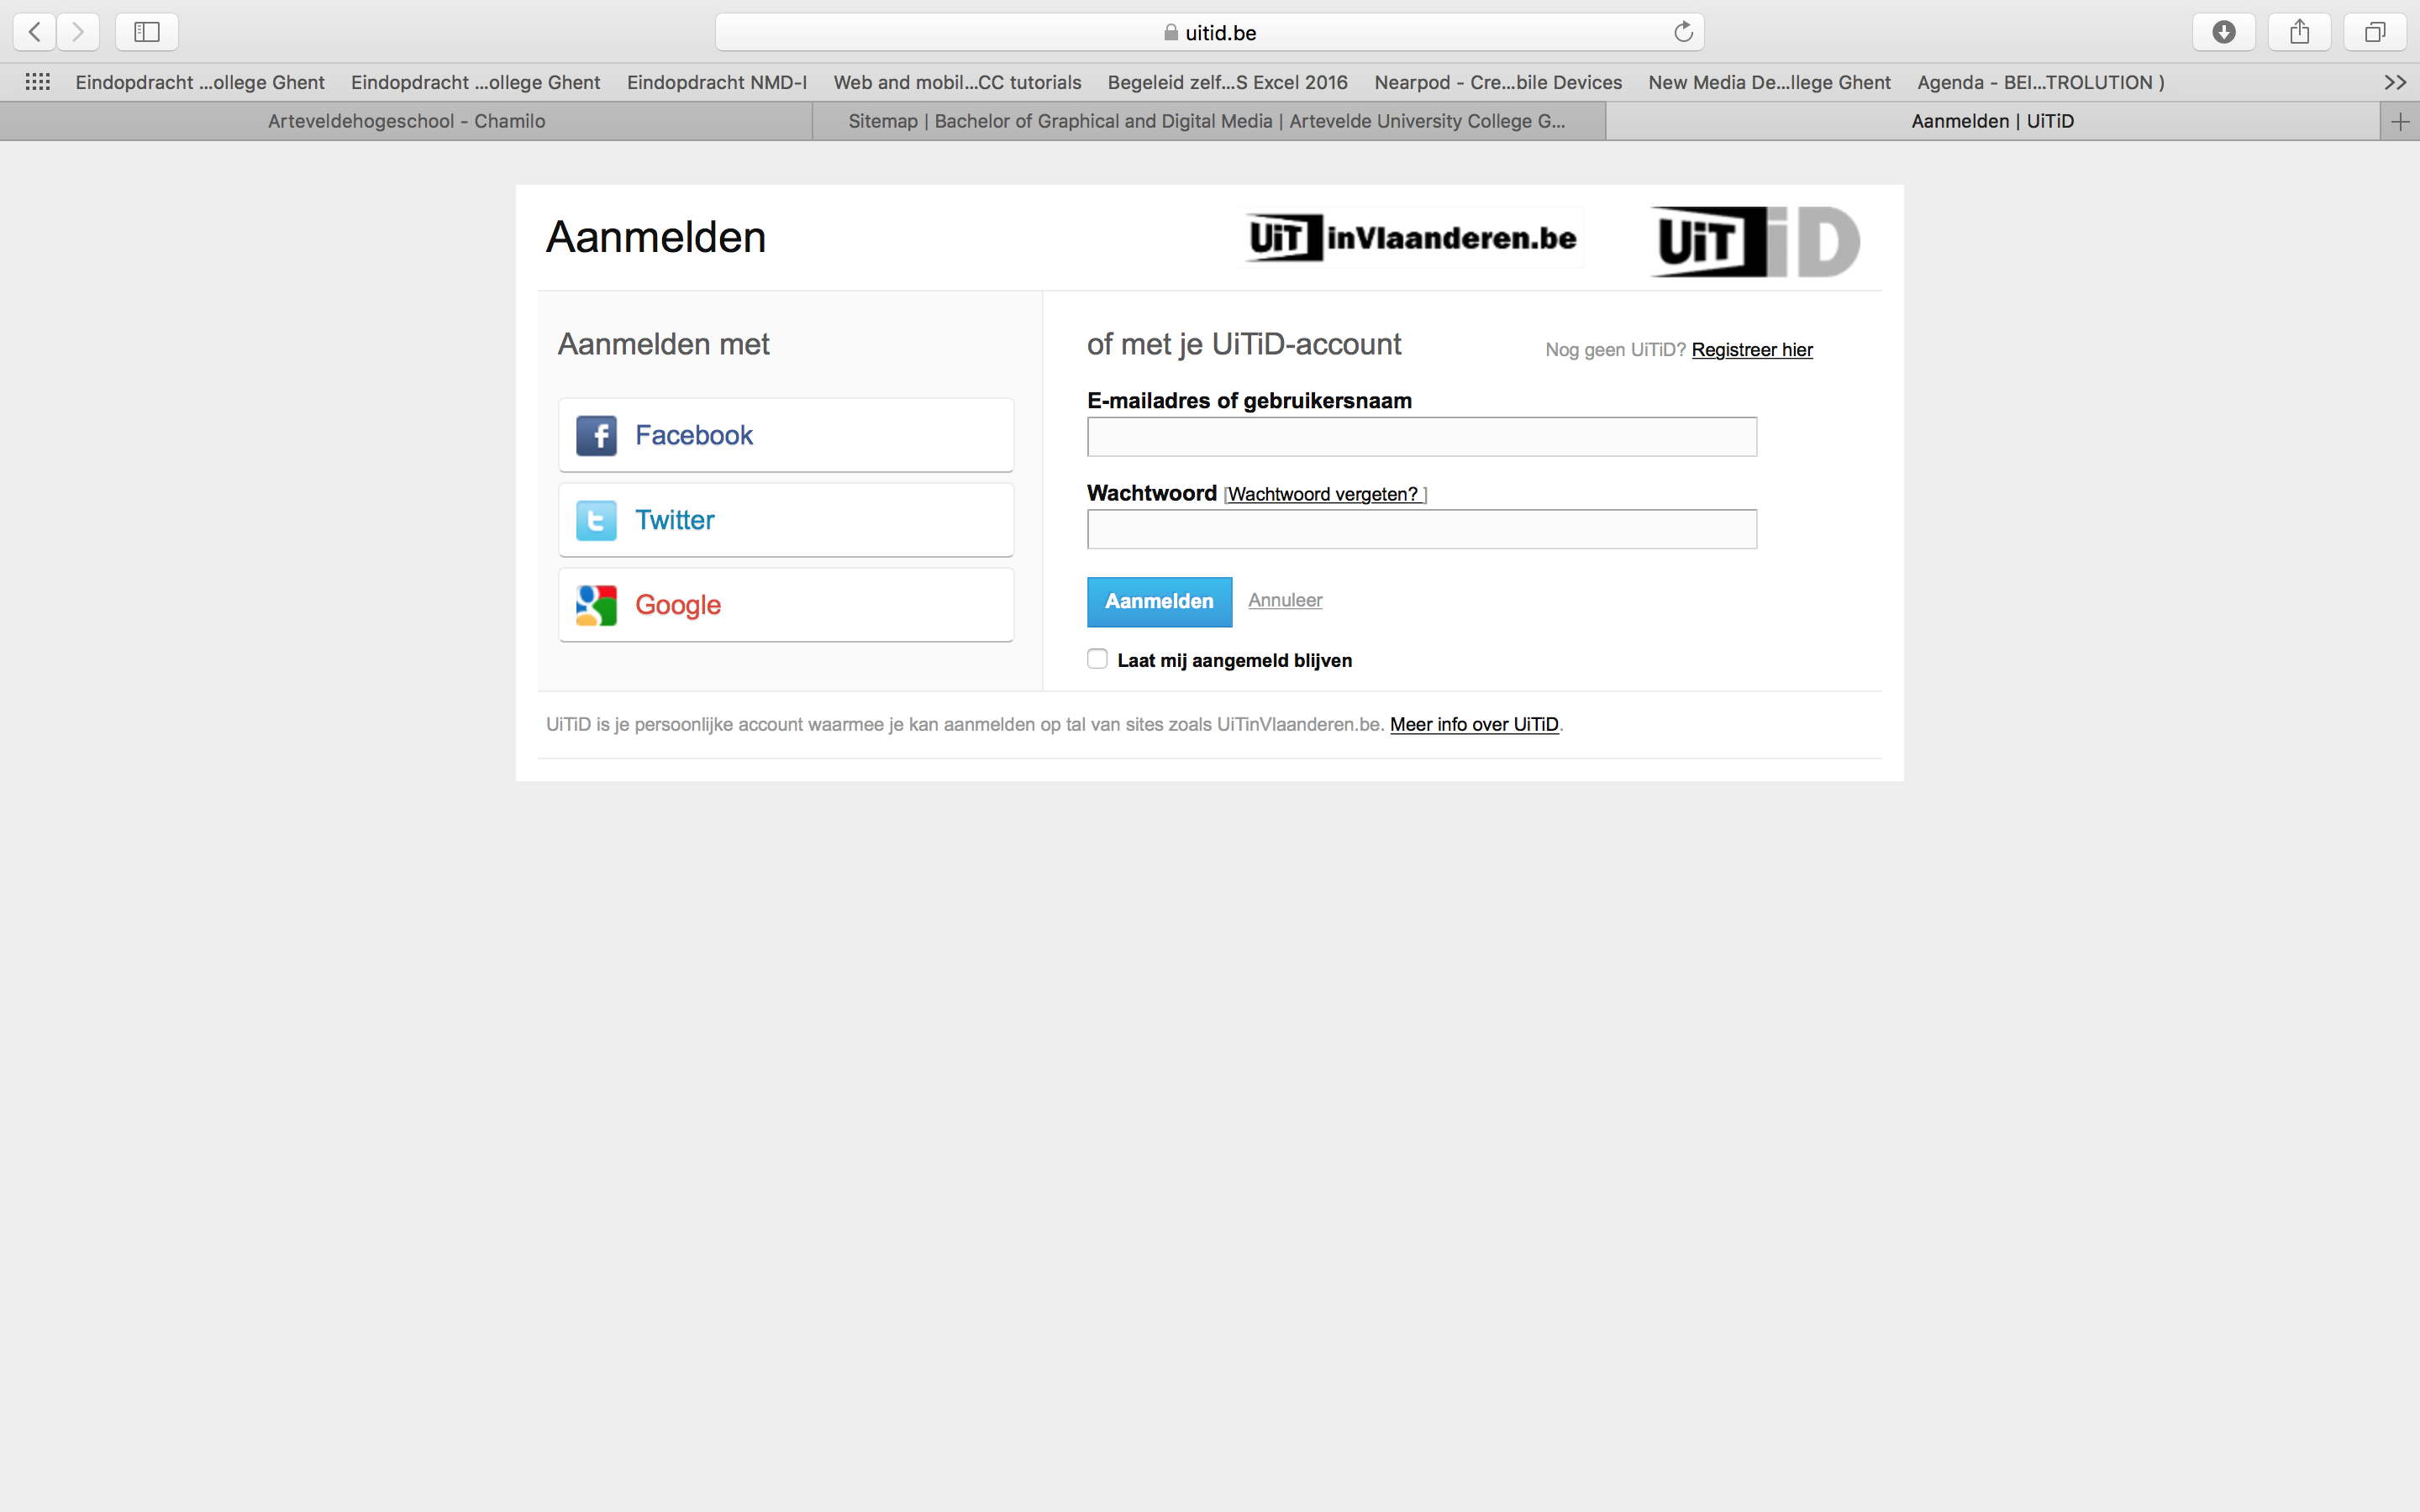 uitid.be
Eindopdracht ...ollege Ghent Eindopdracht ...ollege Ghent Eindopdracht NMD-I Web and mobil...CC tutorials Begeleid zelf...S Excel 2016 Nearpod - Cre...bile Devices New Media De...llege Ghent Agenda - BEI...TROLUTION )
Arteveldehogeschool - Chamilo Sitemap | Bachelor of Graphical and Digital Media | Artevelde University College G... Aanmelden | UiTiD
Aanmelden UiTinVlaanderen.be UiTiD
Aanmelden met
Facebook
Twitter
Google
of met je UiTiD-account Nog geen UiTiD? Registreer hier
E-mailadres of gebruikersnaam
Wachtwoord [Wachtwoord vergeten? ]
Aanmelden Annuleer
Laat mij aangemeld blijven
UiTiD is je persoonlijke account waarmee je kan aanmelden op tal van sites zoals UiTinVlaanderen.be. Meer info over UiTiD.